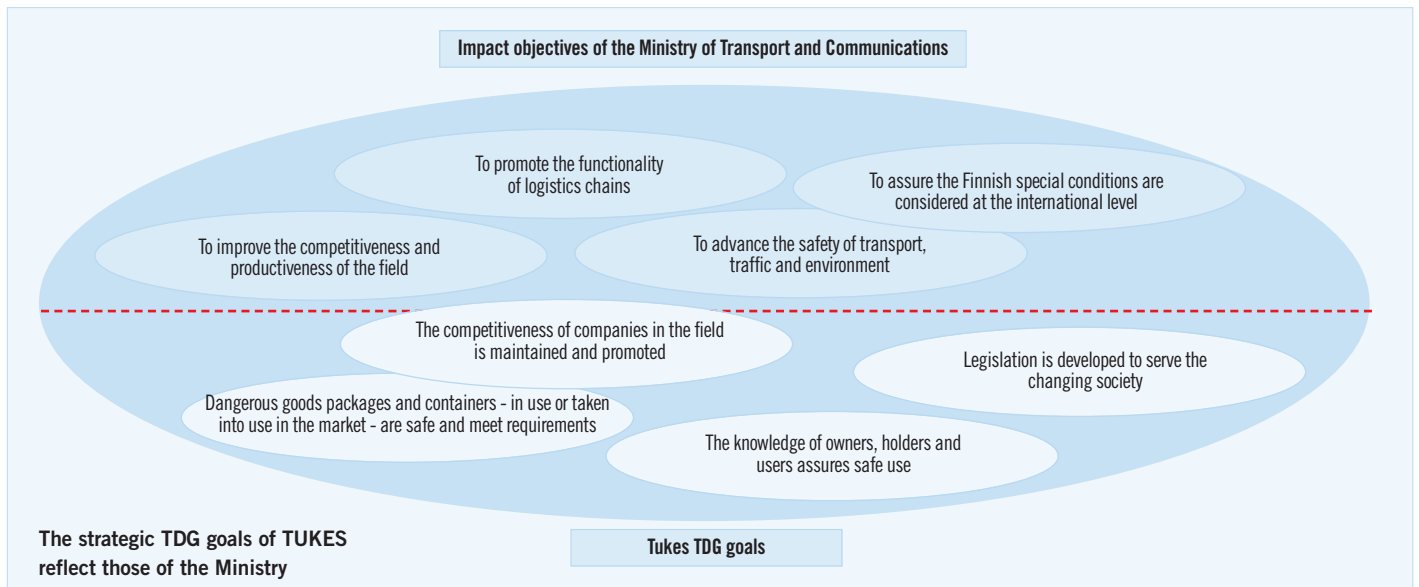 Impact objectives of the Ministry of Transport and Communications
To promote the functionality
of logistics chains
To assure the Finnish special conditions are
considered at the international level
To improve the competitiveness and
productiveness of the field
To advance the safety of transport,
traffic and environment
The competitiveness of companies in the field
is maintained and promoted
Legislation is developed to serve the
changing society
Dangerous goods packages and containers - in use or taken
into use in the market - are safe and meet requirements
The knowledge of owners, holders and
users assures safe use
The strategic TDG goals of TUKES
reflect those of the Ministry
Tukes TDG goals